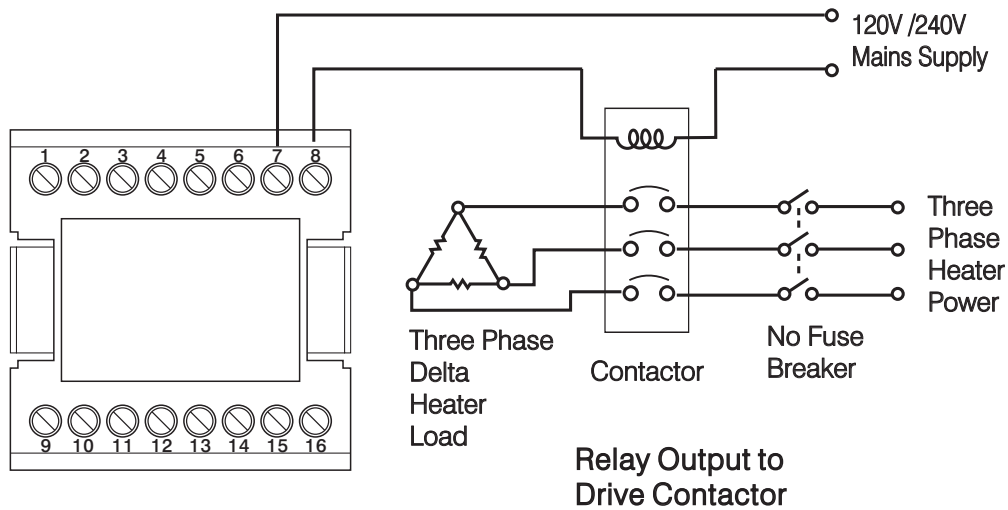 120V /240V
Mains Supply
1 2 3 4 5 6 7 8
Three
Phase
Heater
Power
Three Phase
Delta
Heater
Load
Contactor
No Fuse
Breaker
9 10 11 12 13 14 15 16
Relay Output to
Drive Contactor